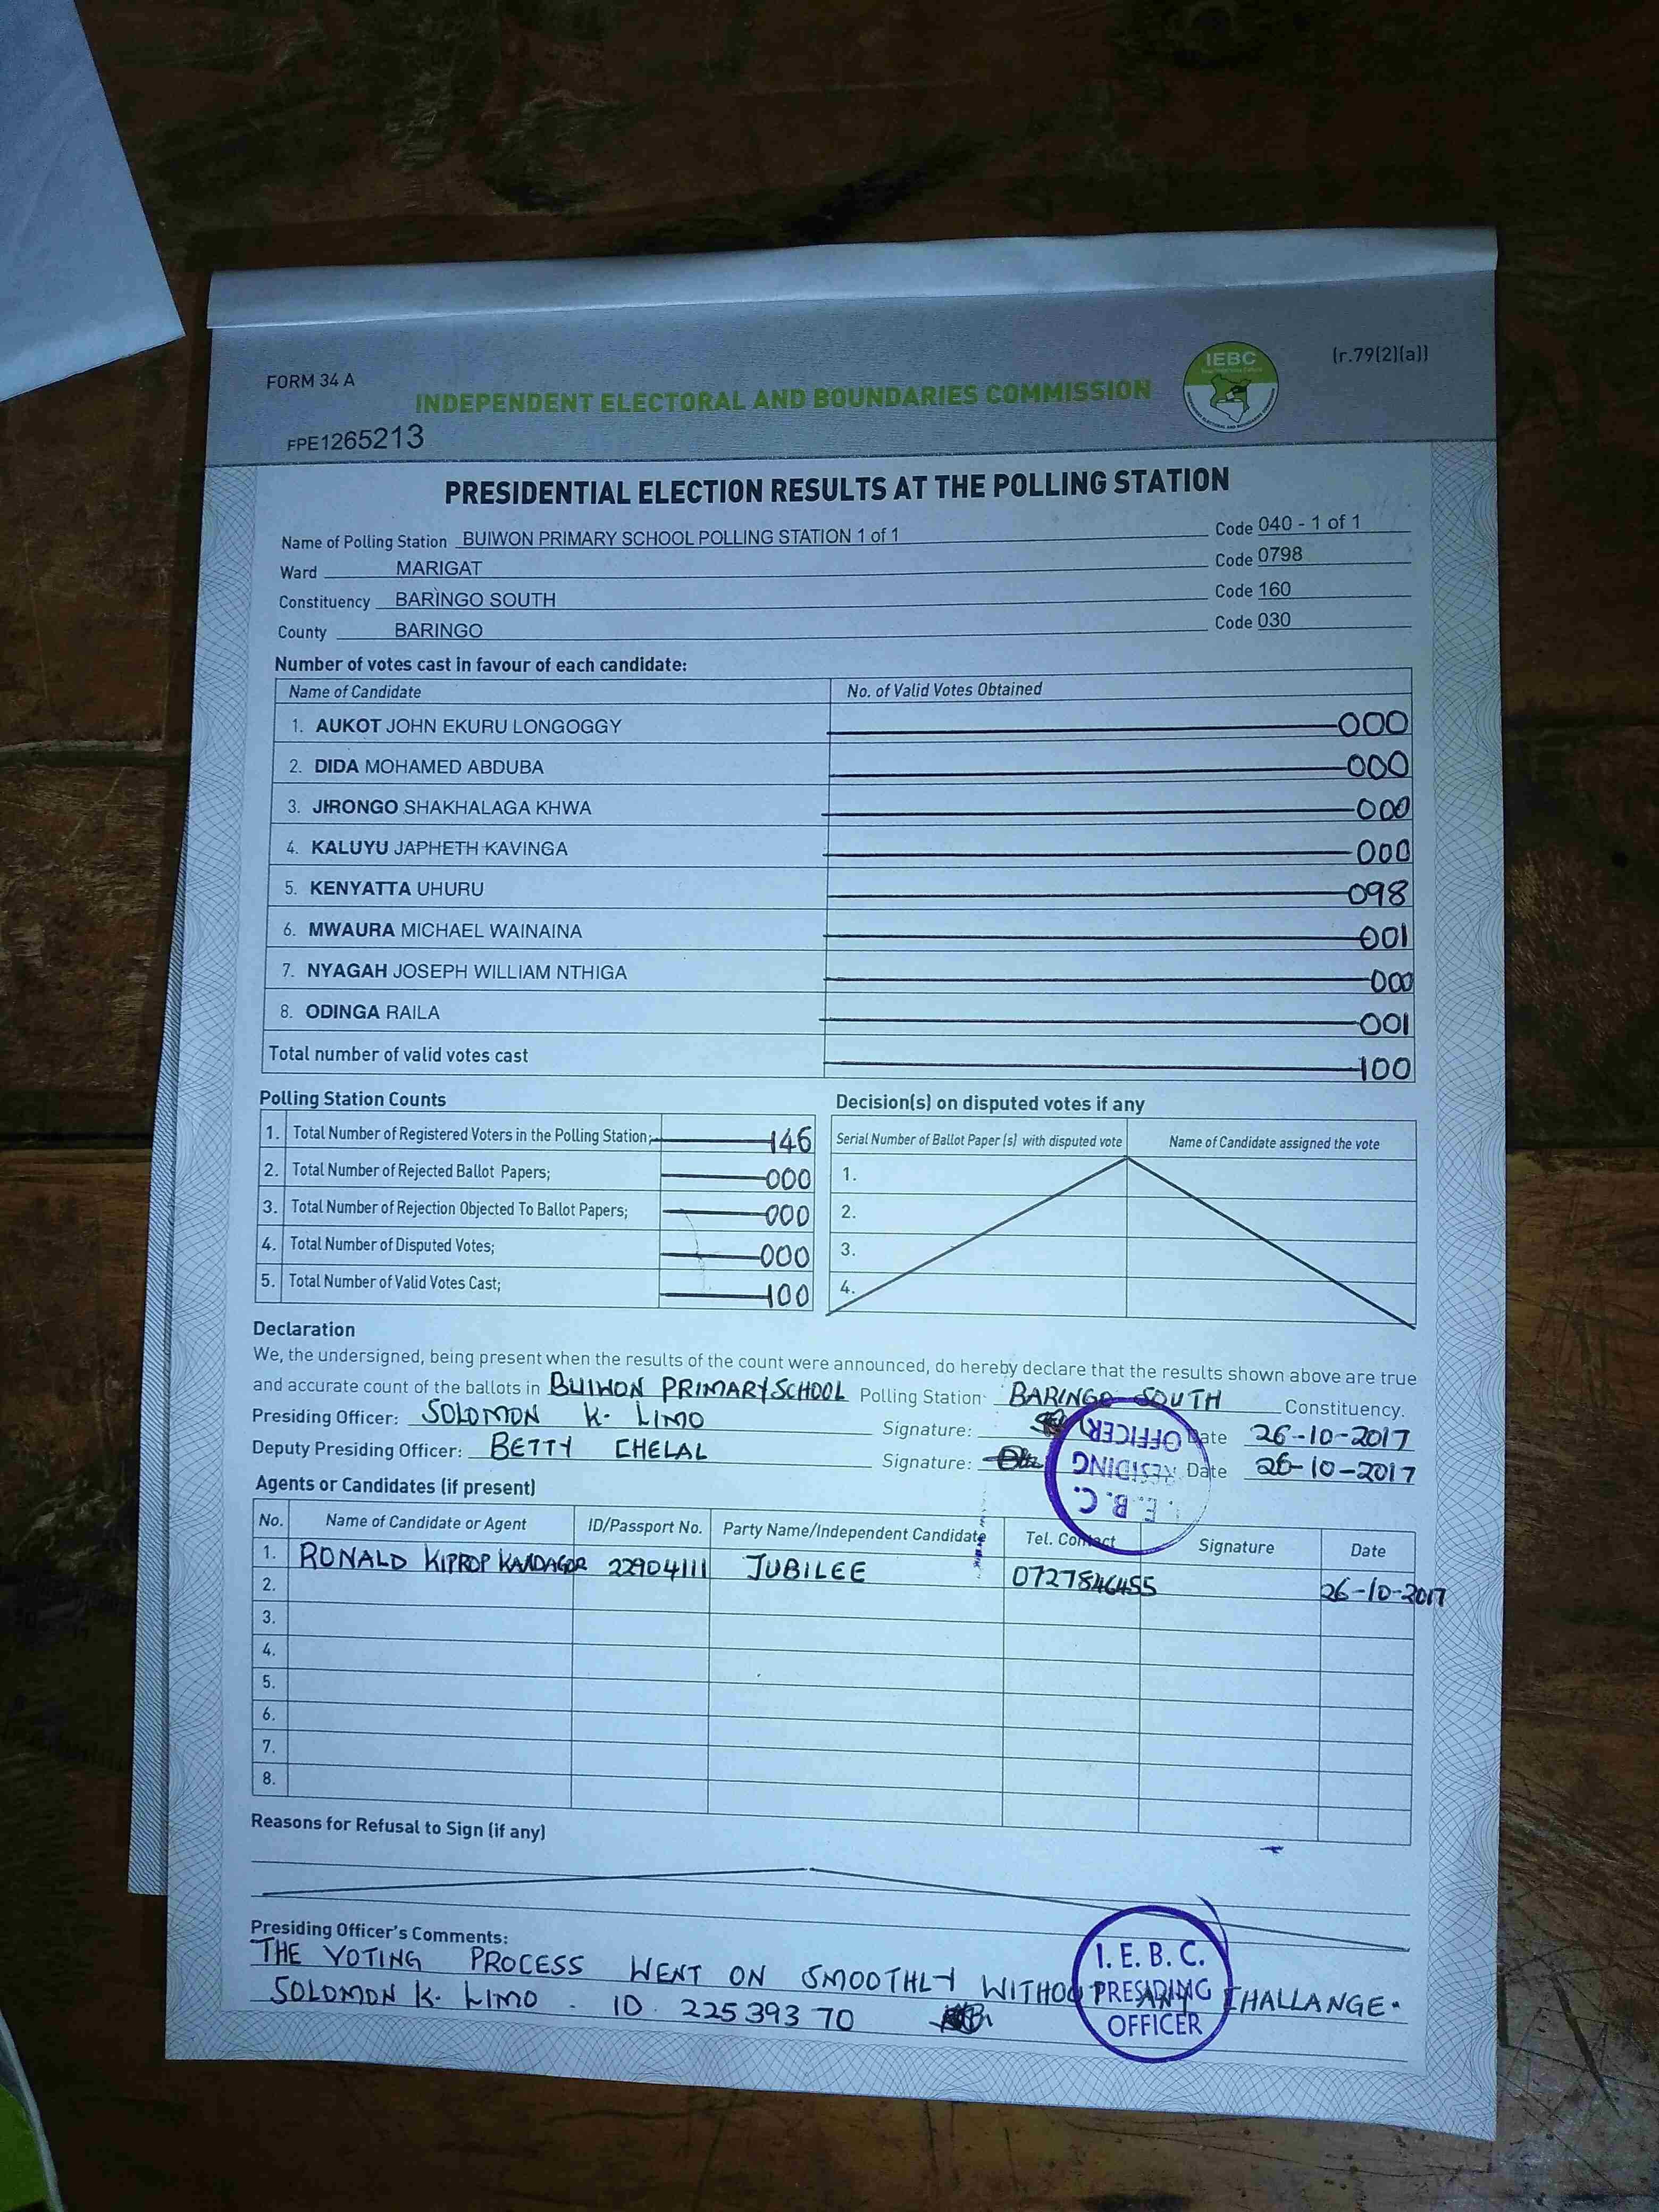 IEBC
(r.79(2)(a))
FORM 34 A
INDEPENDENT ELECTORAL AND BOUNDARIES COMMISSION
FPE1265213
PRESIDENTIAL ELECTION RESULTS AT THE POLLING STATION
Name of Polling Station BUIWON PRIMARY SCHOOL POLLING STATION 1 of 1 Code 040 - 1 of 1
Ward MARIGAT Code 0798
Constituency BARINGO SOUTH Code 160
County BARINGO Code 030
Number of votes cast in favour of each candidate:
Name of Candidate No. of Valid Votes Obtained
1. AUKOT JOHN EKURU LONGOGGY 000
2. DIDA MOHAMED ABDUBA 000
3. JIRONGO SHAKHALAGA KHWA 000
4. KALUYU JAPHETH KAVINGA 000
5. KENYATTA UHURU 098
6. MWAURA MICHAEL WAINAINA 001
7. NYAGAH JOSEPH WILLIAM NTHIGA 000
8. ODINGA RAILA 001
Total number of valid votes cast 100
Polling Station Counts
1. Total Number of Registered Voters in the Polling Station; 146
2. Total Number of Rejected Ballot Papers; 000
3. Total Number of Rejection Objected To Ballot Papers; 000
4. Total Number of Disputed Votes; 000
5. Total Number of Valid Votes Cast; 100
Decision(s) on disputed votes if any
Serial Number of Ballot Paper (s) with disputed vote Name of Candidate assigned the vote
1.
2.
3.
4.
Declaration
We, the undersigned, being present when the results of the count were announced, do hereby declare that the results shown above are true
and accurate count of the ballots in BUIWON PRIMARY SCHOOL Polling Station BARINGO SOUTH Constituency.
Presiding Officer: SOLOMON K. LIMO Signature: Date 26-10-2017
Deputy Presiding Officer: BETTY CHELAL Signature: Date 26-10-2017
I.E.B.C.
PRESIDING
OFFICER
Agents or Candidates (if present)
No. Name of Candidate or Agent ID/Passport No. Party Name/Independent Candidate Tel. Contact Signature Date
1. RONALD KIPROP KANDAGOR 22904111 JUBILEE 0727846455 26-10-2017
2.
3.
4.
5.
6.
7.
8.
Reasons for Refusal to Sign (if any)
Presiding Officer's Comments:
THE VOTING PROCESS WENT ON SMOOTHLY WITHOUT ANY CHALLANGE.
SOLOMON K. LIMO . ID. 22539370
I. E. B. C.
PRESIDING
OFFICER